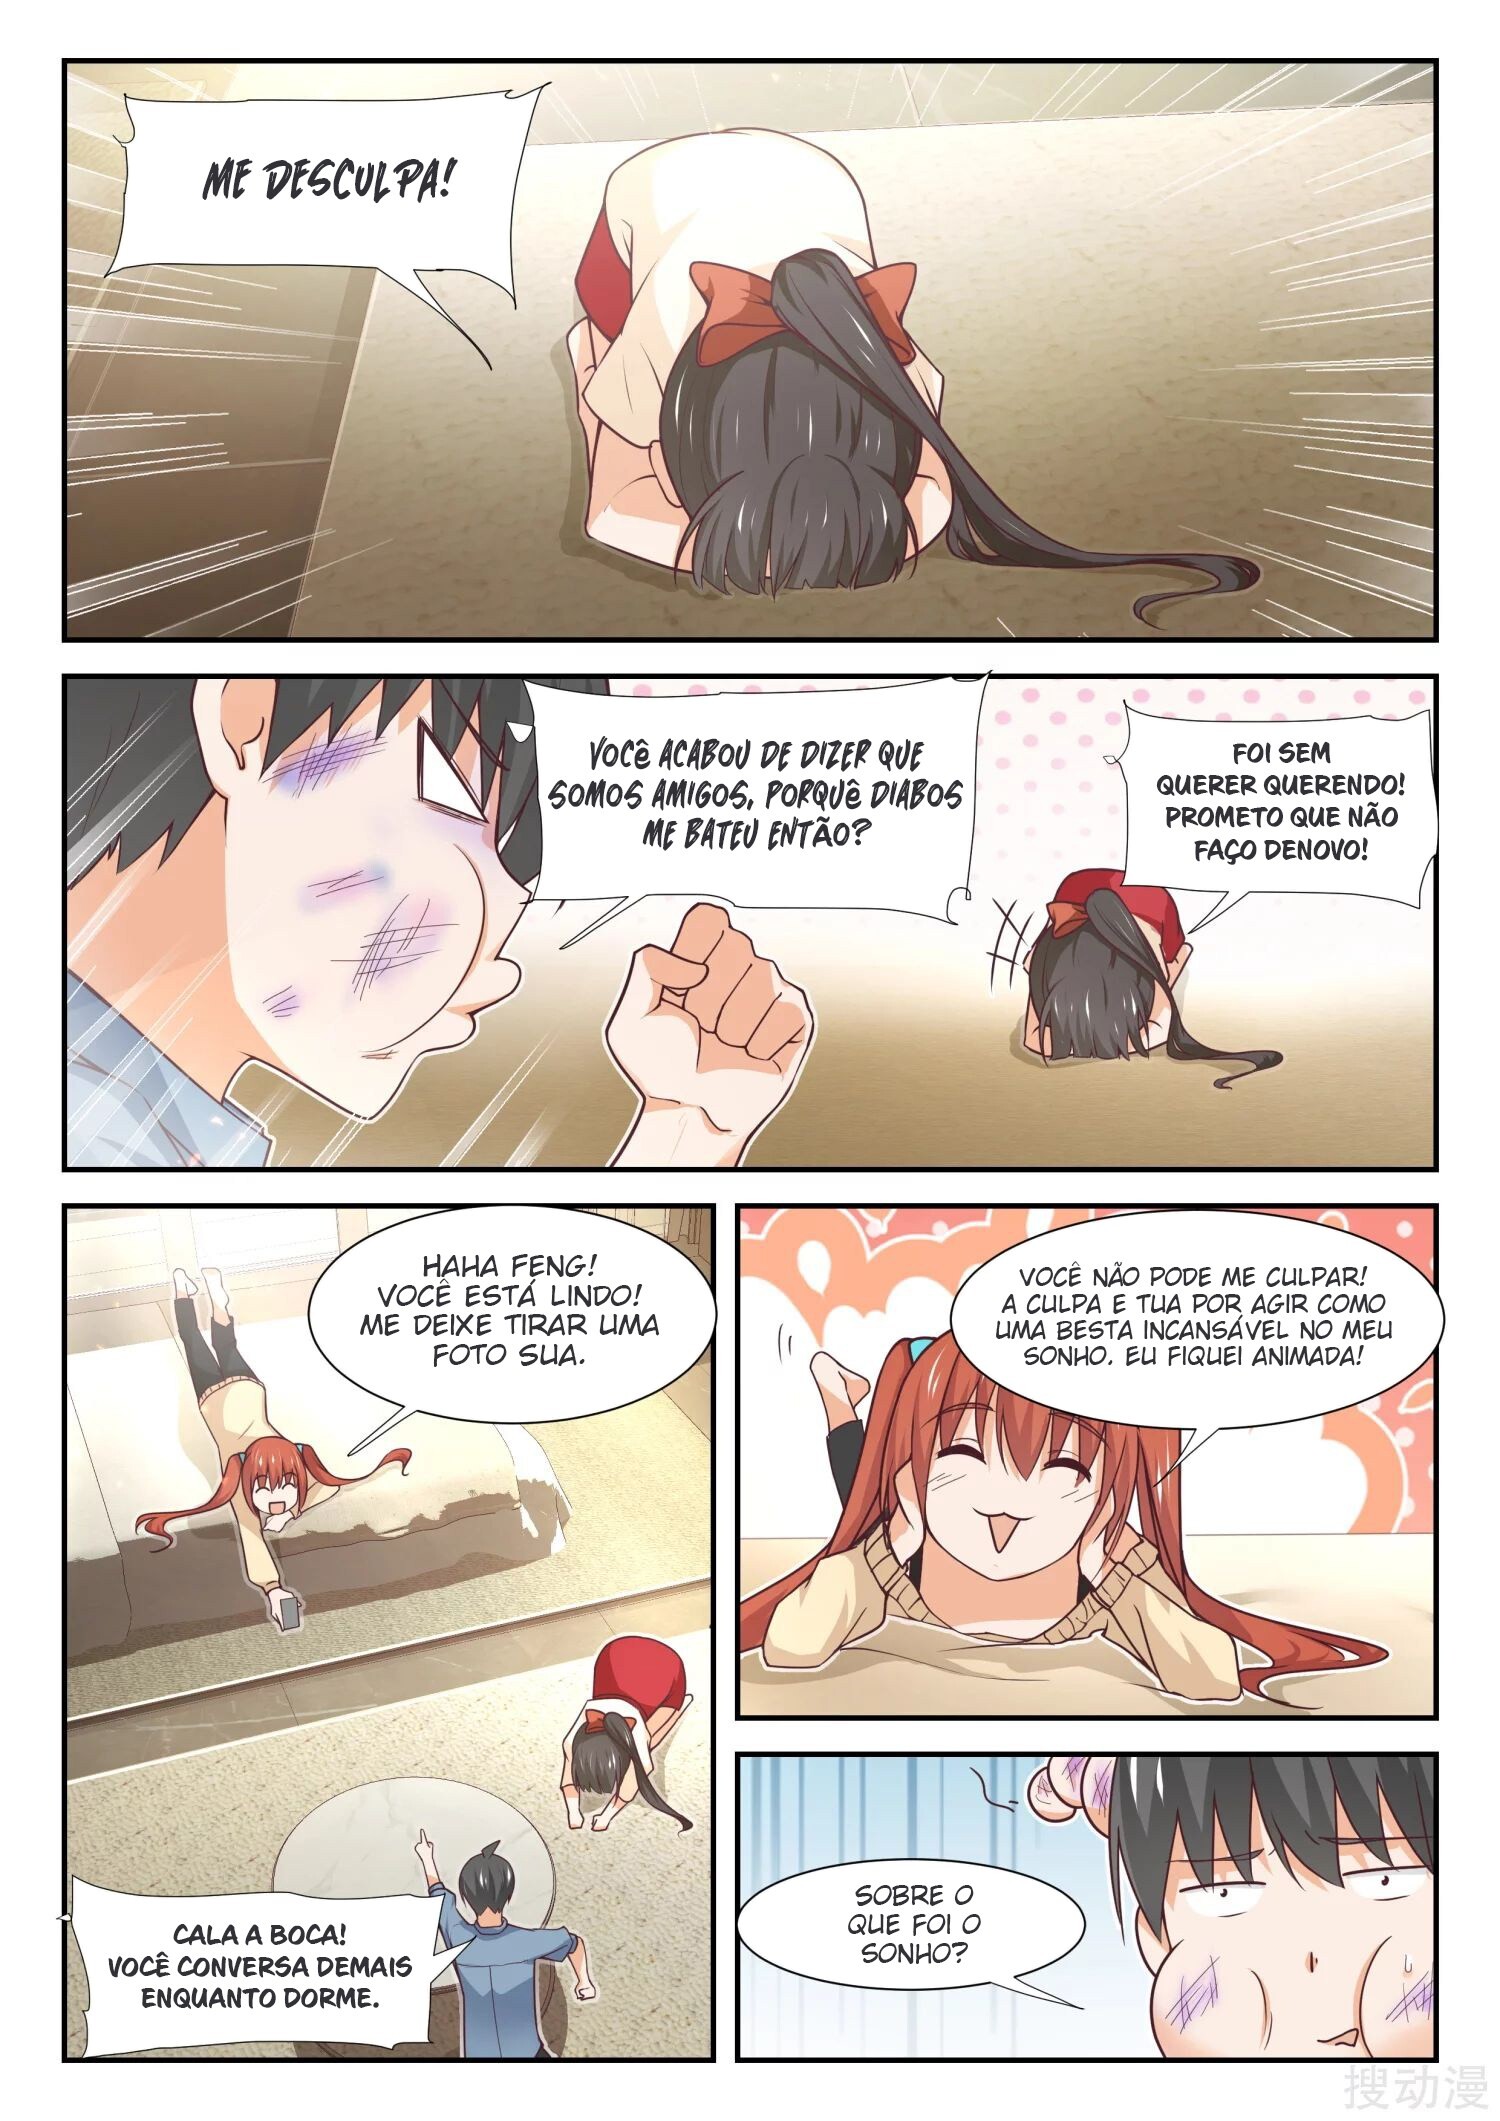 ME DESCULPA!
VOCÊ ACABOU DE DIZER QUE
SOMOS AMIGOS, PORQUÊ DIABOS
ME BATEU ENTÃO?
FOI SEM
QUERER QUERENDO!
PROMETO QUE NÃO
FAÇO DENOVO!
HAHA FENG!
VOCÊ ESTÁ LINDO!
ME DEIXE TIRAR UMA
FOTO SUA.
VOCÊ NÃO PODE ME CULPAR!
A CULPA E TUA POR AGIR COMO
UMA BESTA INCANSÁVEL NO MEU
SONHO. EU FIQUEI ANIMADA!
CALA A BOCA!
VOCÊ CONVERSA DEMAIS
ENQUANTO DORME.
SOBRE O
QUE FOI O
SONHO?
搜动漫